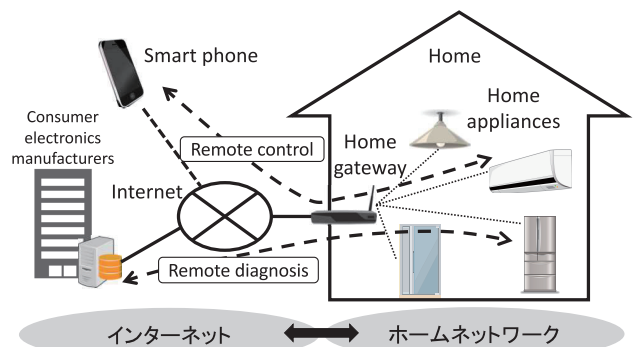 Smart phone
Home
Home
appliances
Consumer
electronics
manufacturers
Remote control
Home
gateway
Internet
Remote diagnosis
インターネット
ホームネットワーク